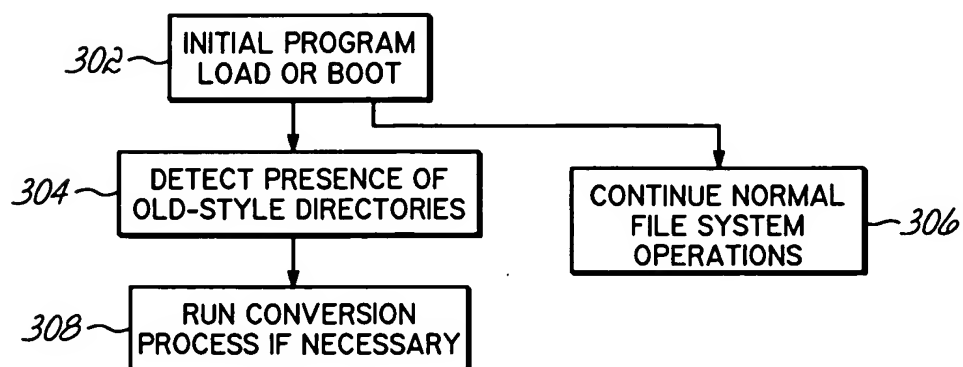 302
INITIAL PROGRAM
LOAD OR BOOT
304
DETECT PRESENCE OF
OLD-STYLE DIRECTORIES
CONTINUE NORMAL
FILE SYSTEM
OPERATIONS
306
308
RUN CONVERSION
PROCESS IF NECESSARY